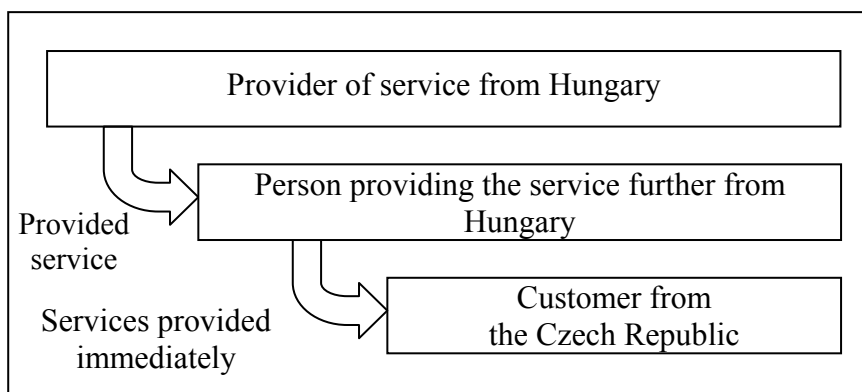 Provider of service from Hungary
Person providing the service further from
Hungary
Provided
service
Customer from
the Czech Republic
Services provided
immediately